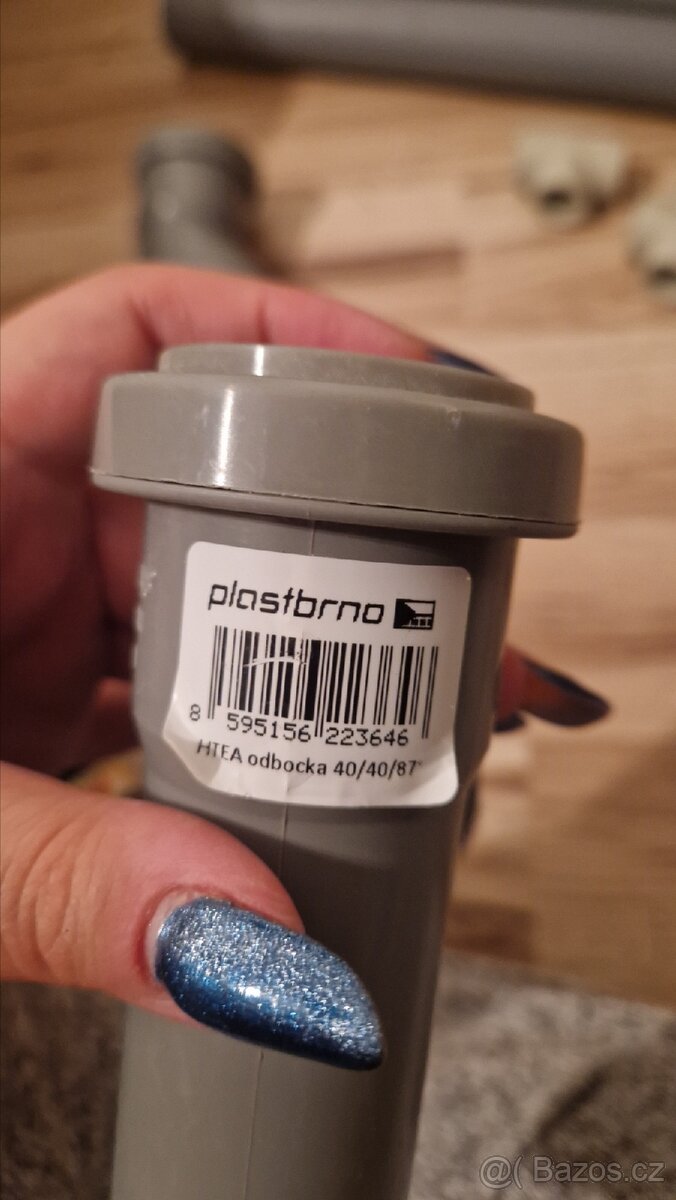 plastbrno
8 595156 223646
HTEA odbocka 40/40/87°
@( Bazos.cz